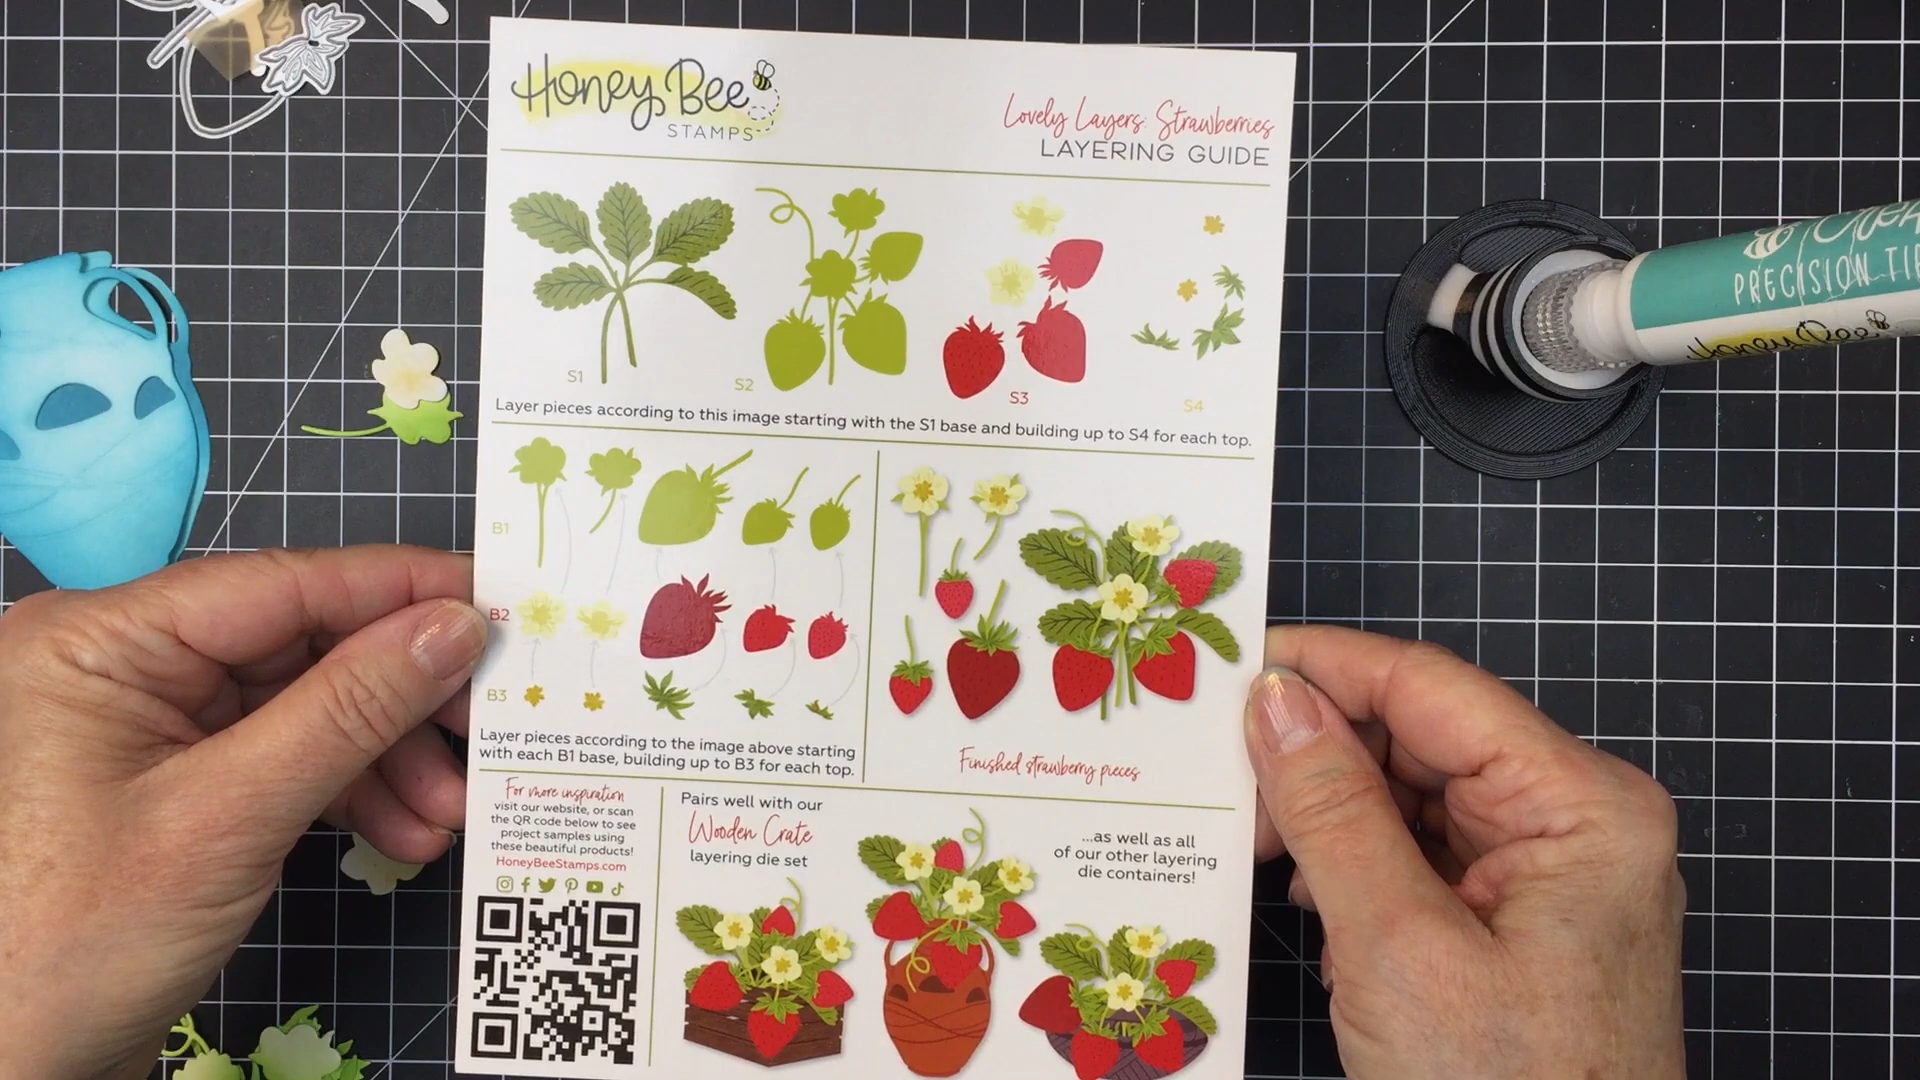 Honey Bee
STAMPS
Lovely Layers: Strawberries
LAYERING GUIDE
S1
S2
S3
S4
Layer pieces according to this image starting with the S1 base and building up to S4 for each top.
B1
B2
B3
Layer pieces according to the image above starting
with each B1 base, building up to B3 for each top.
Finished strawberry pieces
For more inspiration
visit our website, or scan
the QR code below to see
project samples using
these beautiful products!
HoneyBeeStamps.com
Pairs well with our
Wooden Crate
layering die set
...as well as all
of our other layering
die containers!
PRECISION TI
Honey Bee